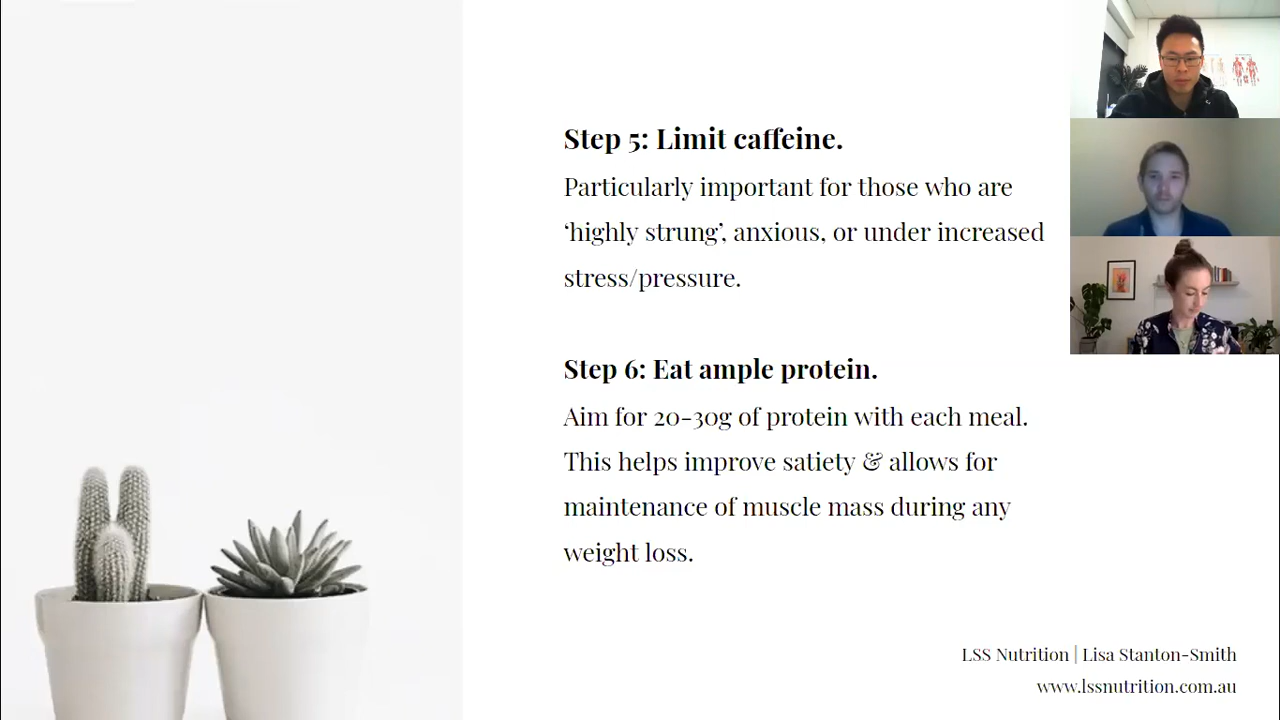 Step 5: Limit caffeine.
Particularly important for those who are
‘highly strung’, anxious, or under increased
stress/pressure.
Step 6: Eat ample protein.
Aim for 20-30g of protein with each meal.
This helps improve satiety & allows for
maintenance of muscle mass during any
weight loss.
LSS Nutrition | Lisa Stanton-Smith
www.lssnutrition.com.au